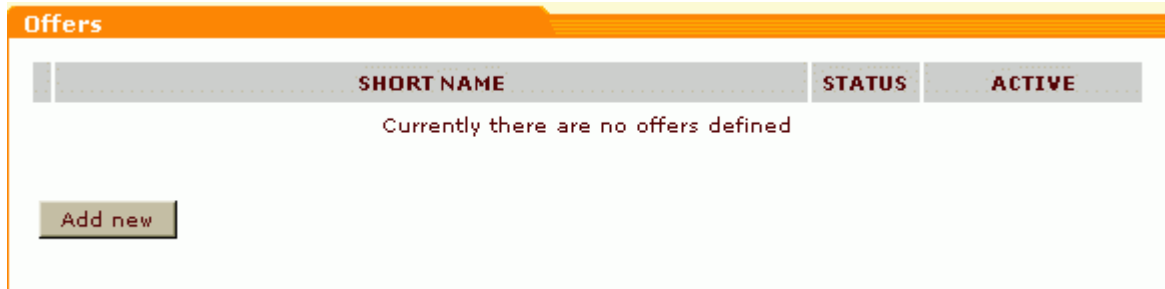 Offers
SHORT NAME STATUS ACTIVE
Currently there are no offers defined
Add new